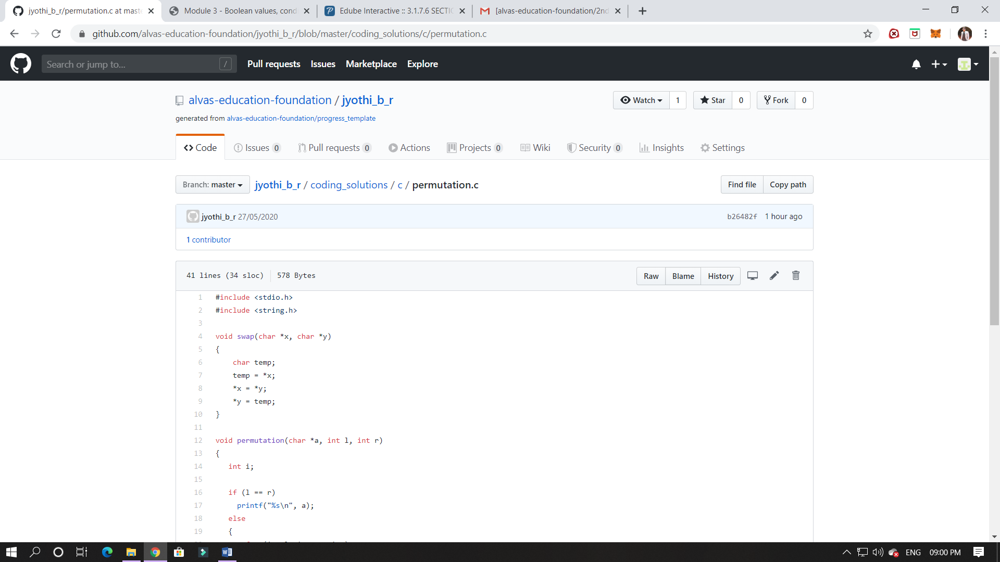 jyothi_b_r/permutation.c at maste
Module 3 - Boolean values, cond
Edube Interactive :: 3.1.7.6 SECTIO
[alvas-education-foundation/2nd
github.com/alvas-education-foundation/jyothi_b_r/blob/master/coding_solutions/c/permutation.c
Search or jump to... / Pull requests Issues Marketplace Explore
alvas-education-foundation / jyothi_b_r Watch 1 Star 0 Fork 0
generated from alvas-education-foundation/progress_template
Code Issues 0 Pull requests 0 Actions Projects 0 Wiki Security 0 Insights Settings
Branch: master jyothi_b_r / coding_solutions / c / permutation.c Find file Copy path
jyothi_b_r 27/05/2020 b26482f 1 hour ago
1 contributor
41 lines (34 sloc) 578 Bytes Raw Blame History
1 #include <stdio.h>
2 #include <string.h>
3
4 void swap(char *x, char *y)
5 {
6 char temp;
7 temp = *x;
8 *x = *y;
9 *y = temp;
10 }
11
12 void permutation(char *a, int l, int r)
13 {
14 int i;
15
16 if (l == r)
17 printf("%s\n", a);
18 else
19 {
ENG 09:00 PM